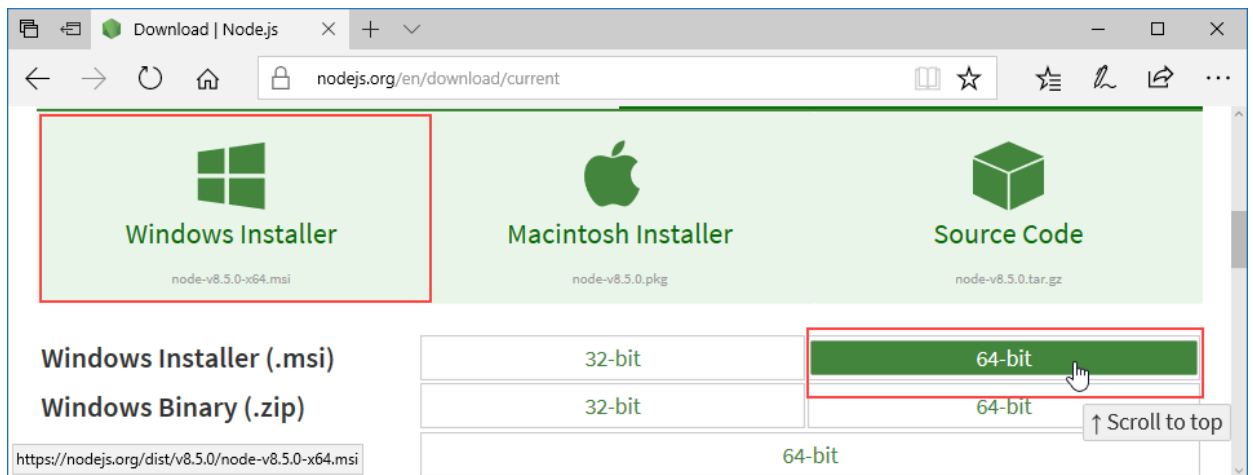 Download | Node.js
nodejs.org/en/download/current
Windows Installer
Macintosh Installer
Source Code
node-v8.5.0-x64.msi
node-v8.5.0.pkg
node-v8.5.0.tar.gz
Windows Installer (.msi)
32-bit
64-bit
Windows Binary (.zip)
32-bit
64-bit
↑ Scroll to top
64-bit
https://nodejs.org/dist/v8.5.0/node-v8.5.0-x64.msi